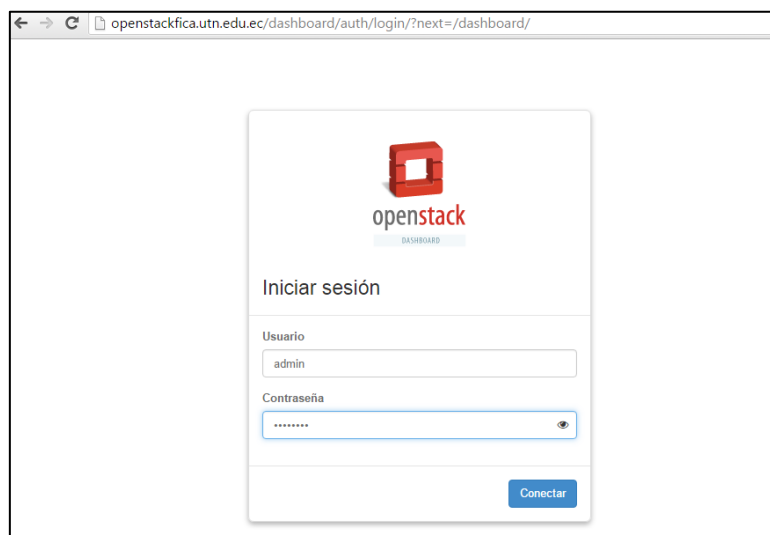 openstackfica.utn.edu.ec/dashboard/auth/login/?next=/dashboard/
openstack
DASHBOARD
Iniciar sesión
Usuario
admin
Contraseña
••••••••
Conectar